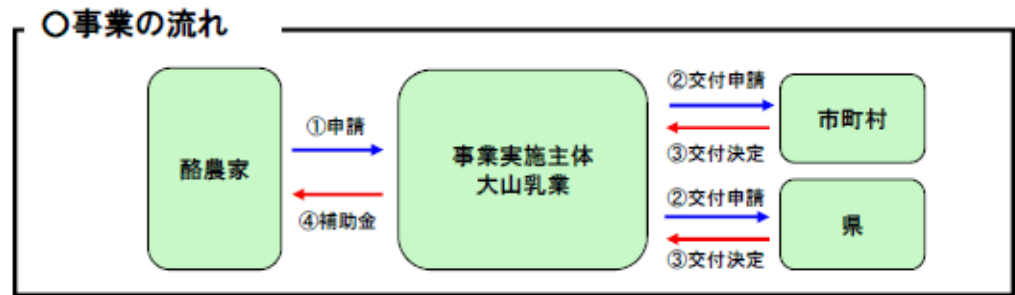 〇事業の流れ
酪農家
①申請
④補助金
事業実施主体
大山乳業
②交付申請
③交付決定
市町村
②交付申請
③交付決定
県